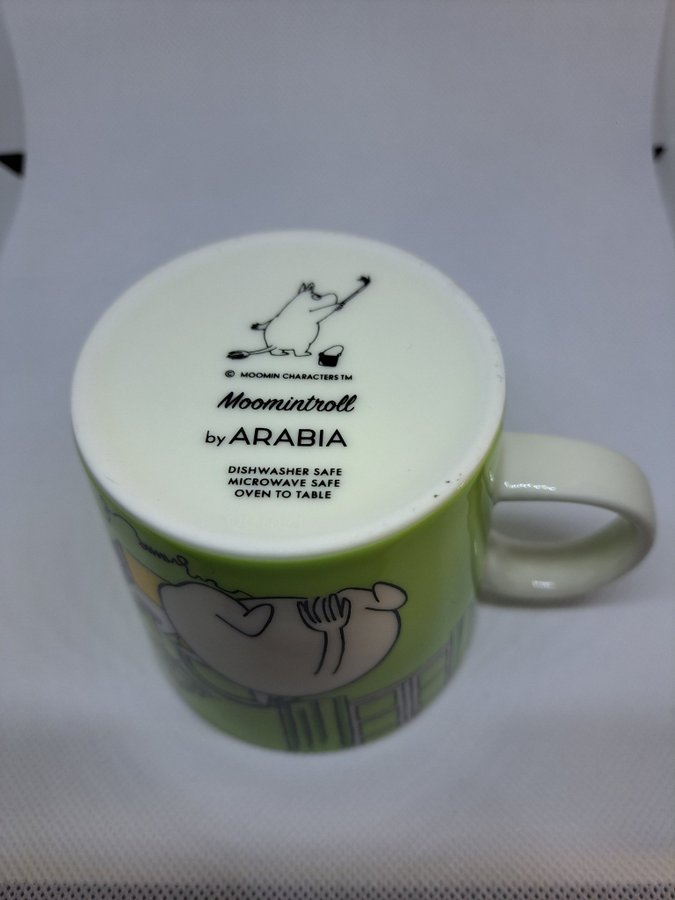 © MOOMIN CHARACTERS TM
Moomintroll
by ARABIA
DISHWASHER SAFE
MICROWAVE SAFE
OVEN TO TABLE